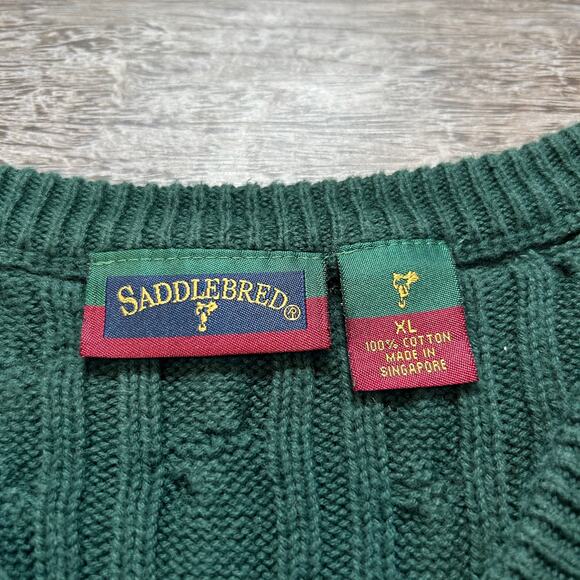 SADDLEBRED®
XL
100% COTTON
MADE IN
SINGAPORE